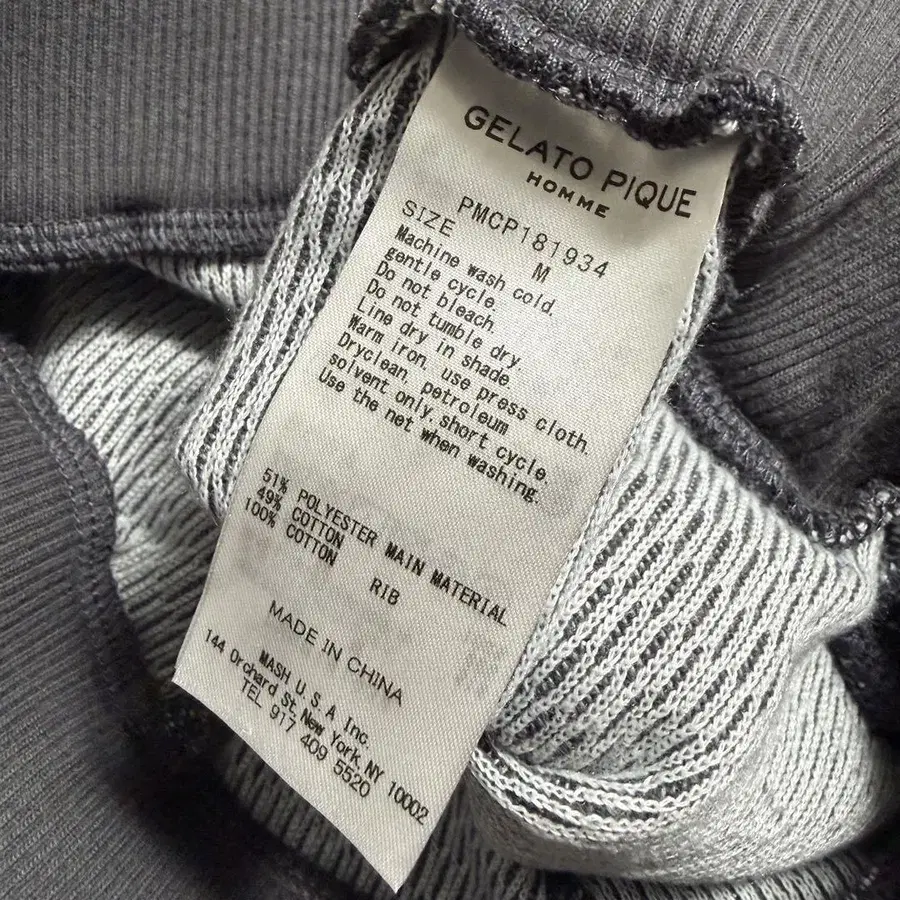 GELATO PIQUE
HOMME
PMCP181934
SIZE M
Machine wash cold,
gentle cycle.
Do not bleach.
Do not tumble dry.
Line dry in shade.
Warm iron, use press cloth.
Dryclean, petroleum
solvent only, short cycle.
Use the net when washing.
51% POLYESTER MAIN MATERIAL
49% COTTON
100% COTTON RIB
MADE IN CHINA
MASH U.S.A Inc.
144 Orchard St. New York NY 10002
TEL 917 409 5520